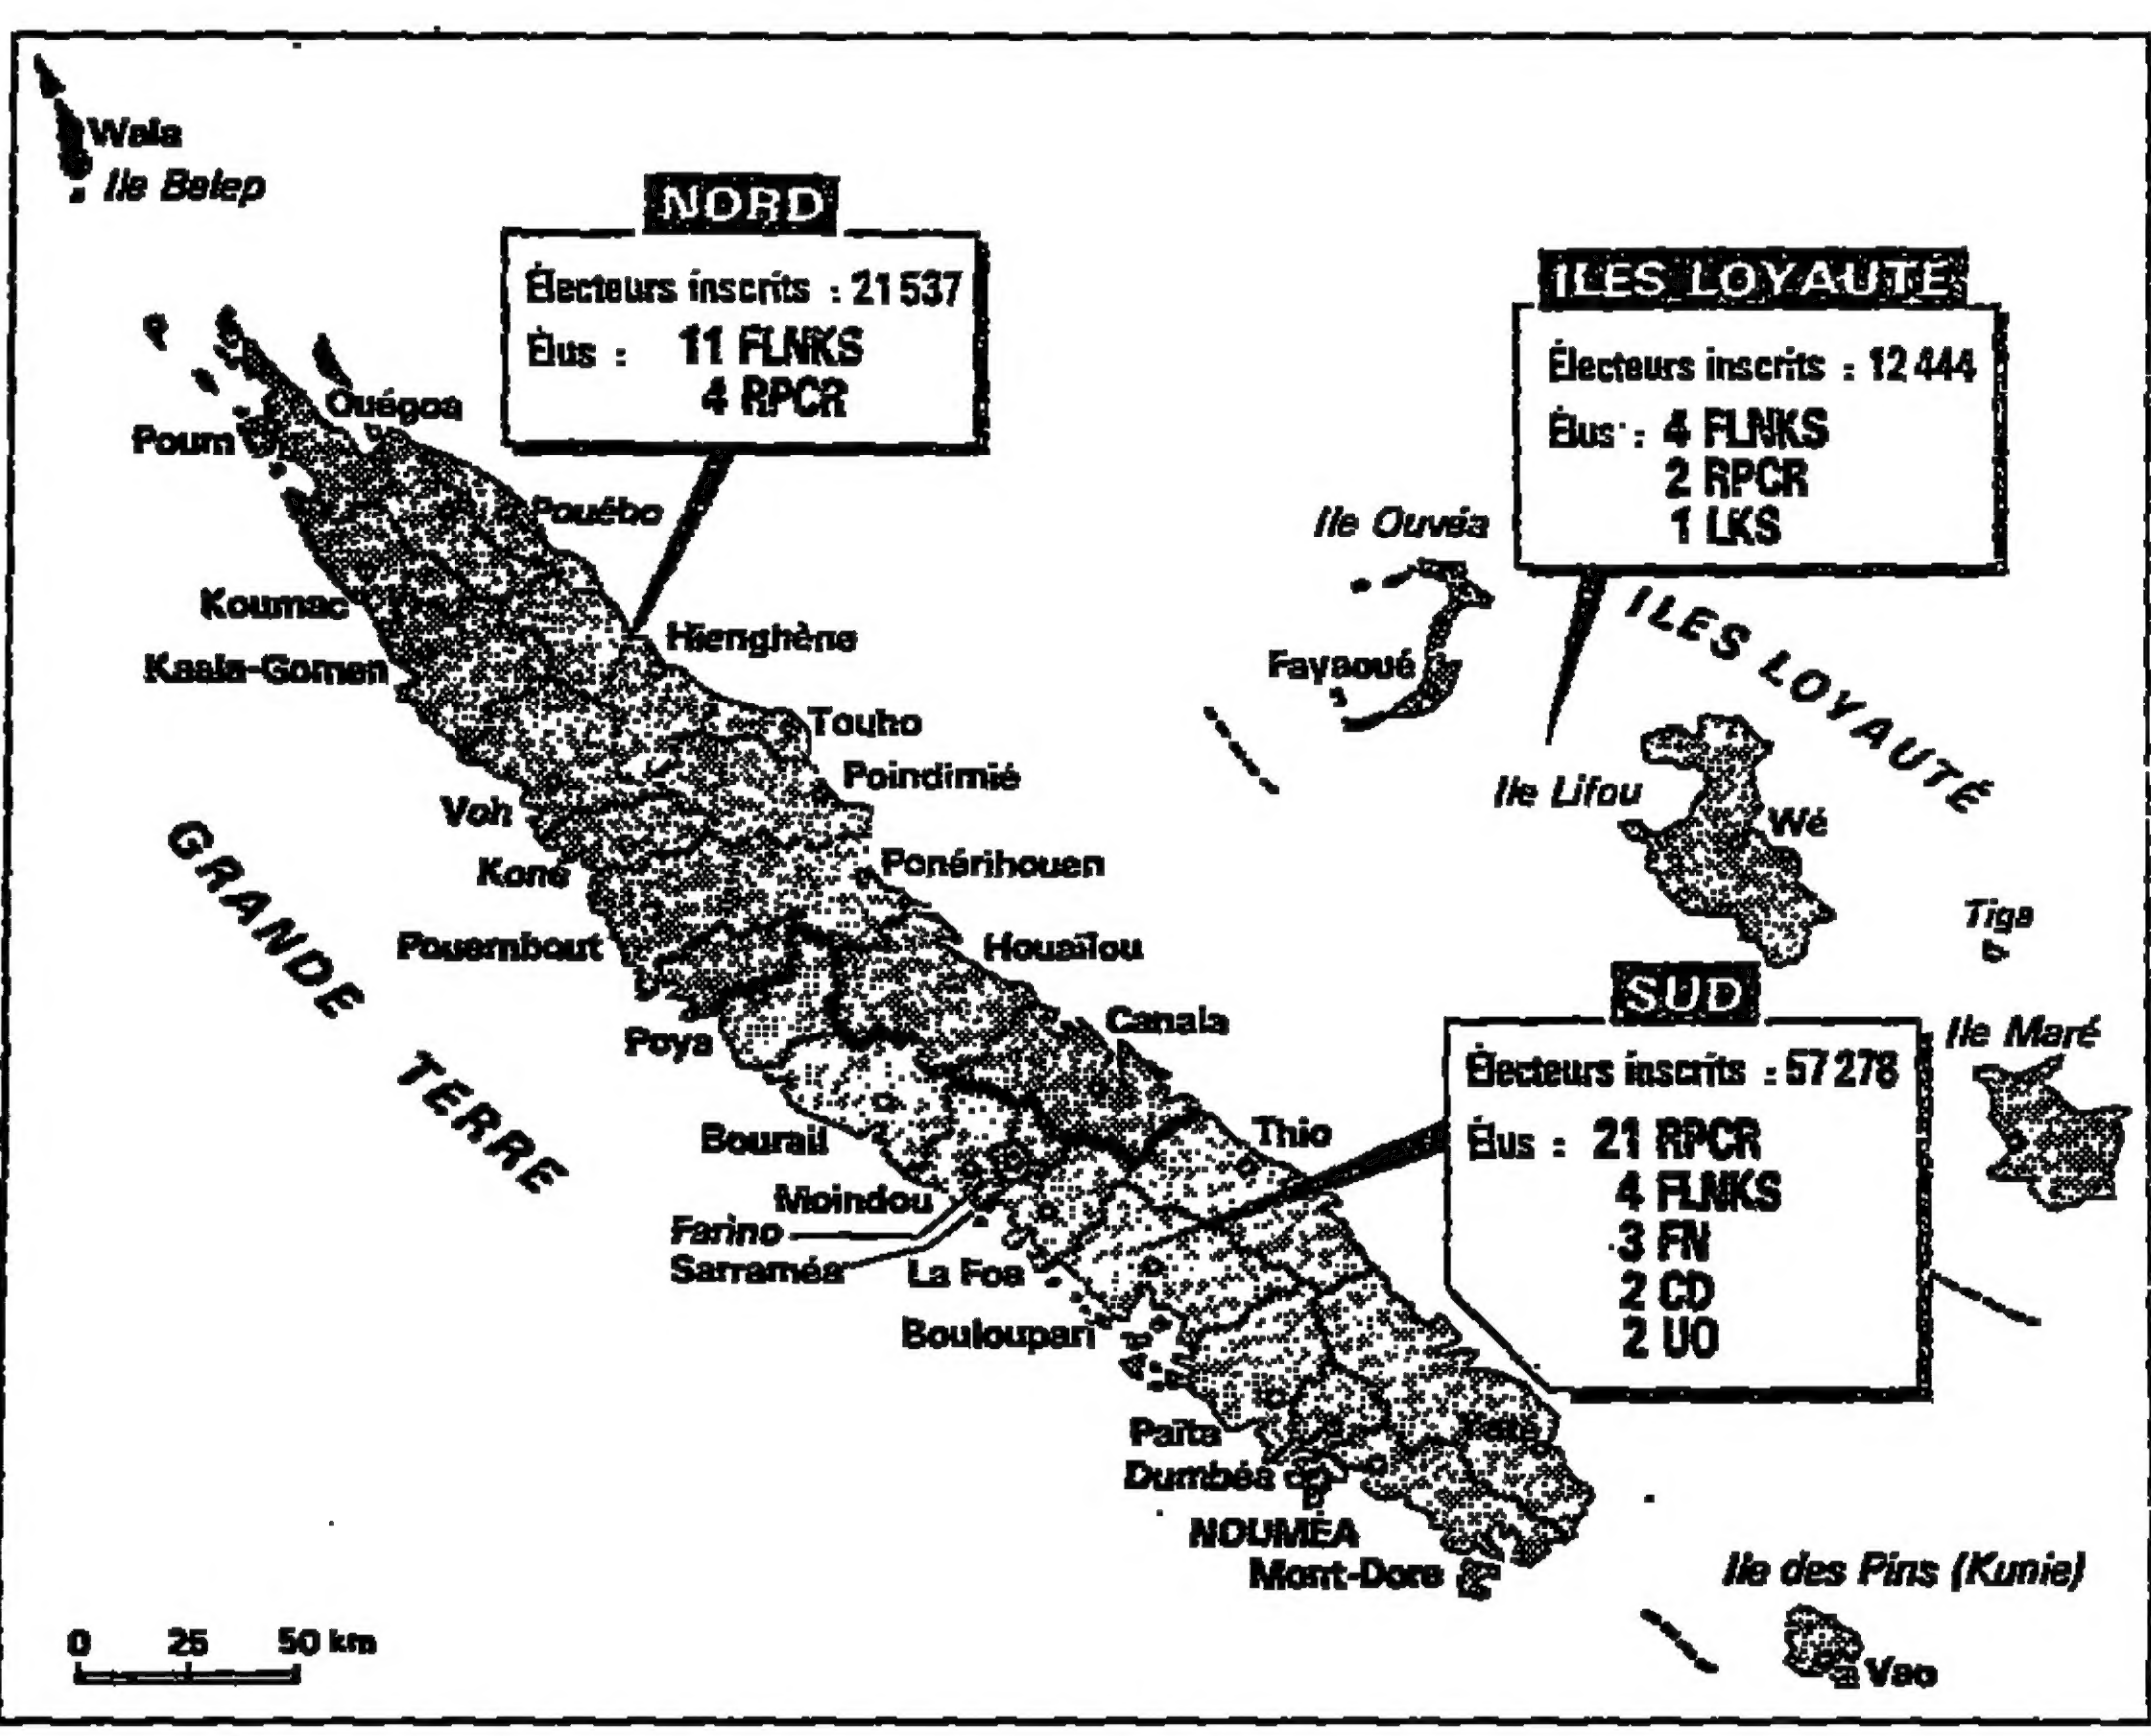 Wala
Ile Belep
NORD
Électeurs inscrits : 21 537
Élus : 11 FLNKS
4 RPCR
ILES LOYAUTÉ
Électeurs inscrits : 12 444
Élus : 4 FLNKS
2 RPCR
1 LKS
Ouégoa
Poum
Pouébo
Ile Ouvéa
Koumac
Hienghène
Kaala-Gomen
Fayaoué
ILES LOYAUTÉ
Touho
Poindimié
Ile Lifou
Wé
Voh
Koné
Ponérihouen
GRANDE TERRE
Pouembout
Houaïlou
Tiga
SUD
Électeurs inscrits : 57 278
Élus : 21 RPCR
4 FLNKS
3 FN
2 CD
2 UO
Ile Maré
Canala
Poya
Thio
Bourail
Moindou
Farino
Sarraméa
La Foa
Bouloupari
Païta
Dumbéa
NOUMÉA
Mont-Dore
Ile des Pins (Kunie)
Vao
0 25 50 km